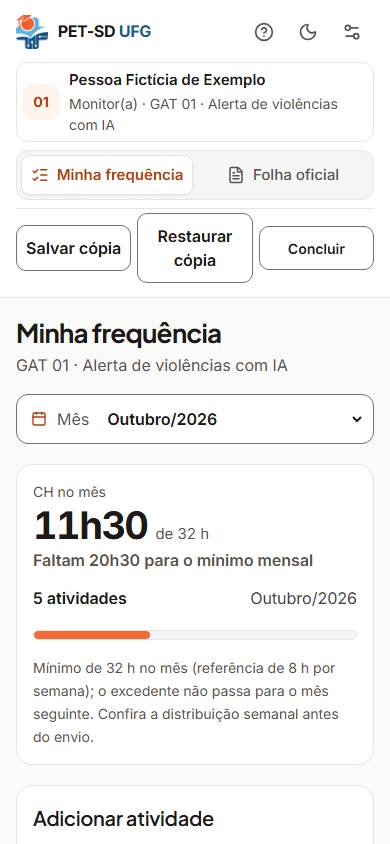 PET-SD UFG
01
Pessoa Fictícia de Exemplo
Monitor(a) · GAT 01 · Alerta de violências
com IA
Minha frequência
Folha oficial
Salvar cópia
Restaurar
cópia
Concluir
Minha frequência
GAT 01 · Alerta de violências com IA
Mês Outubro/2026
CH no mês
11h30 de 32 h
Faltam 20h30 para o mínimo mensal
5 atividades Outubro/2026
Mínimo de 32 h no mês (referência de 8 h por
semana); o excedente não passa para o mês
seguinte. Confira a distribuição semanal antes
do envio.
Adicionar atividade